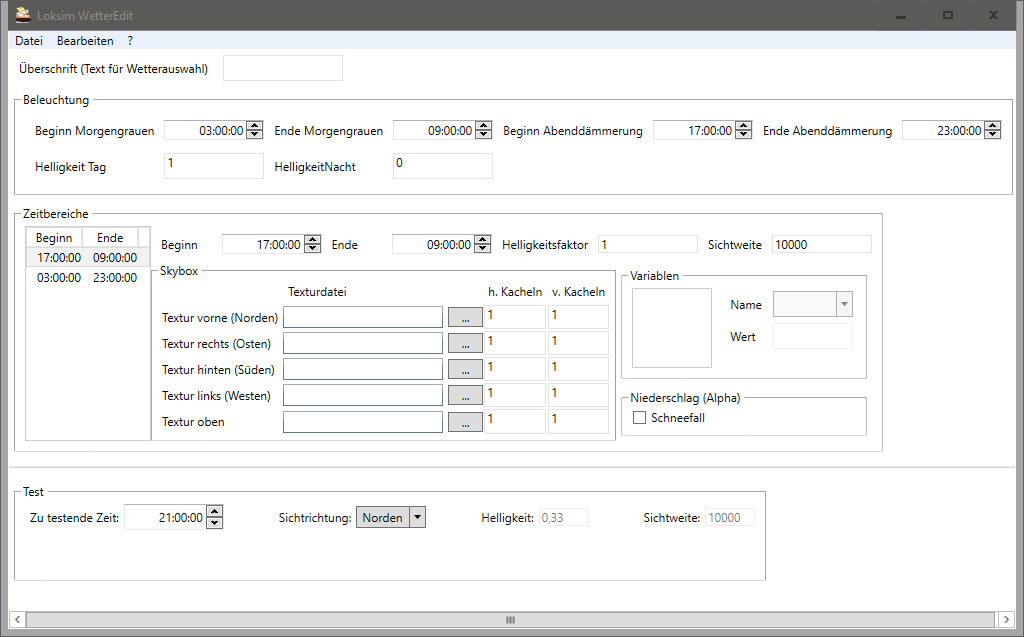 Loksim WetterEdit
Datei Bearbeiten ?
Überschrift (Text für Wetterauswahl)
Beleuchtung
Beginn Morgengrauen 03:00:00 Ende Morgengrauen 09:00:00 Beginn Abenddämmerung 17:00:00 Ende Abenddämmerung 23:00:00
Helligkeit Tag 1 HelligkeitNacht 0
Zeitbereiche
Beginn Ende
17:00:00 09:00:00
03:00:00 23:00:00
Beginn 17:00:00 Ende 09:00:00 Helligkeitsfaktor 1 Sichtweite 10000
Skybox
Texturdatei h. Kacheln v. Kacheln
Textur vorne (Norden) ... 1 1
Textur rechts (Osten) ... 1 1
Textur hinten (Süden) ... 1 1
Textur links (Westen) ... 1 1
Textur oben ... 1 1
Variablen
Name
Wert
Niederschlag (Alpha)
Schneefall
Test
Zu testende Zeit: 21:00:00 Sichtrichtung: Norden Helligkeit: 0,33 Sichtweite: 10000